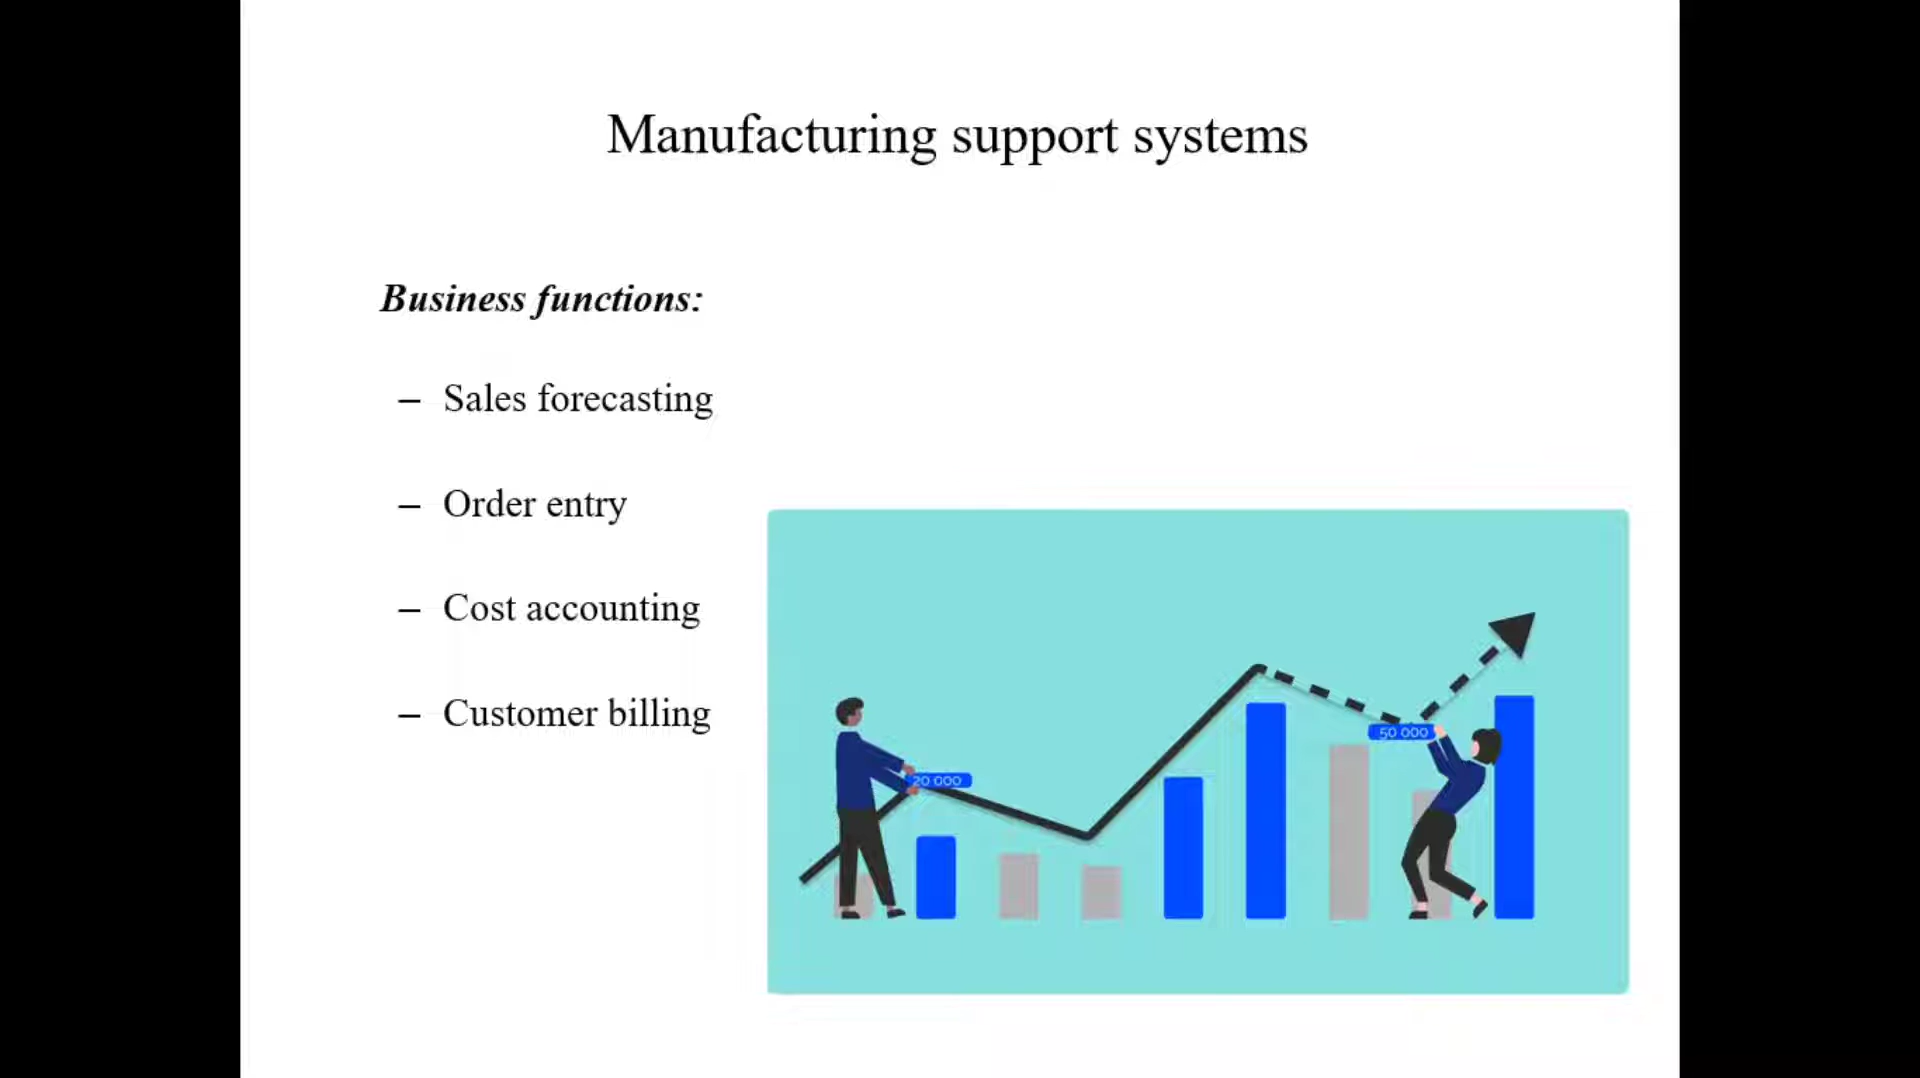 Manufacturing support systems
Business functions:
– Sales forecasting
– Order entry
– Cost accounting
– Customer billing
20 000
50 000